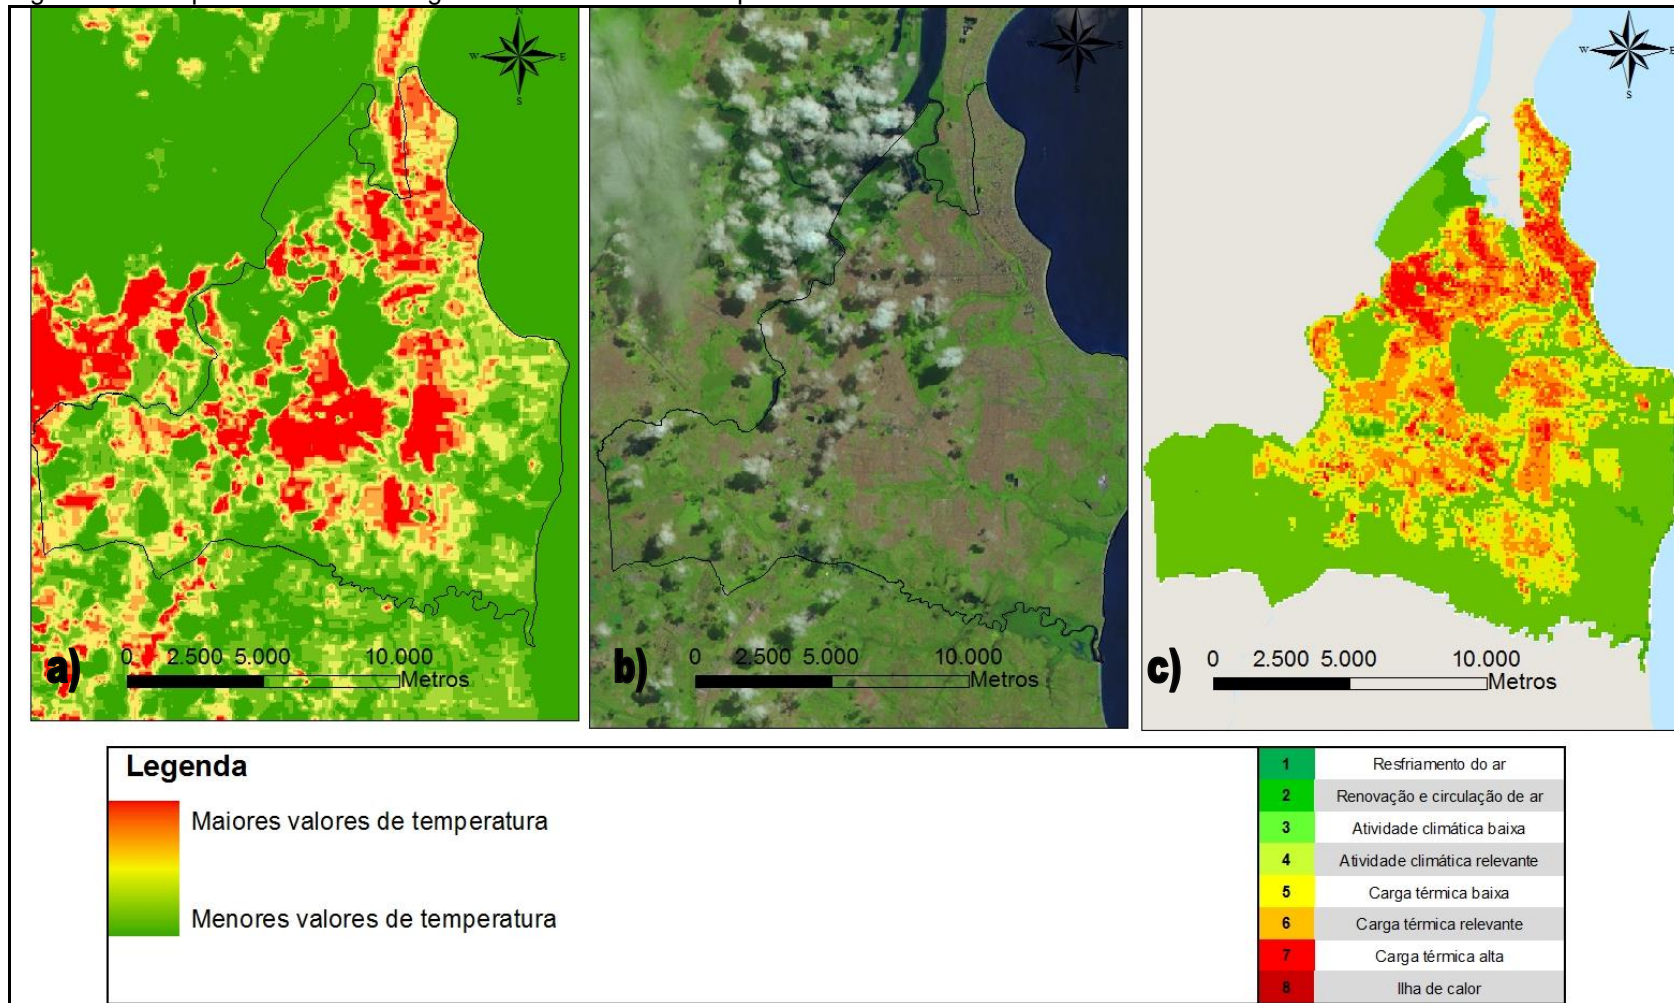 N
W E
S
W E
S
W E
S
a)
0 2.500 5.000 10.000
Metros
b)
0 2.500 5.000 10.000
Metros
c)
0 2.500 5.000 10.000
Metros
Legenda
Maiores valores de temperatura
Menores valores de temperatura
1 Resfriamento do ar
2 Renovação e circulação de ar
3 Atividade climática baixa
4 Atividade climática relevante
5 Carga térmica baixa
6 Carga térmica relevante
7 Carga térmica alta
8 Ilha de calor